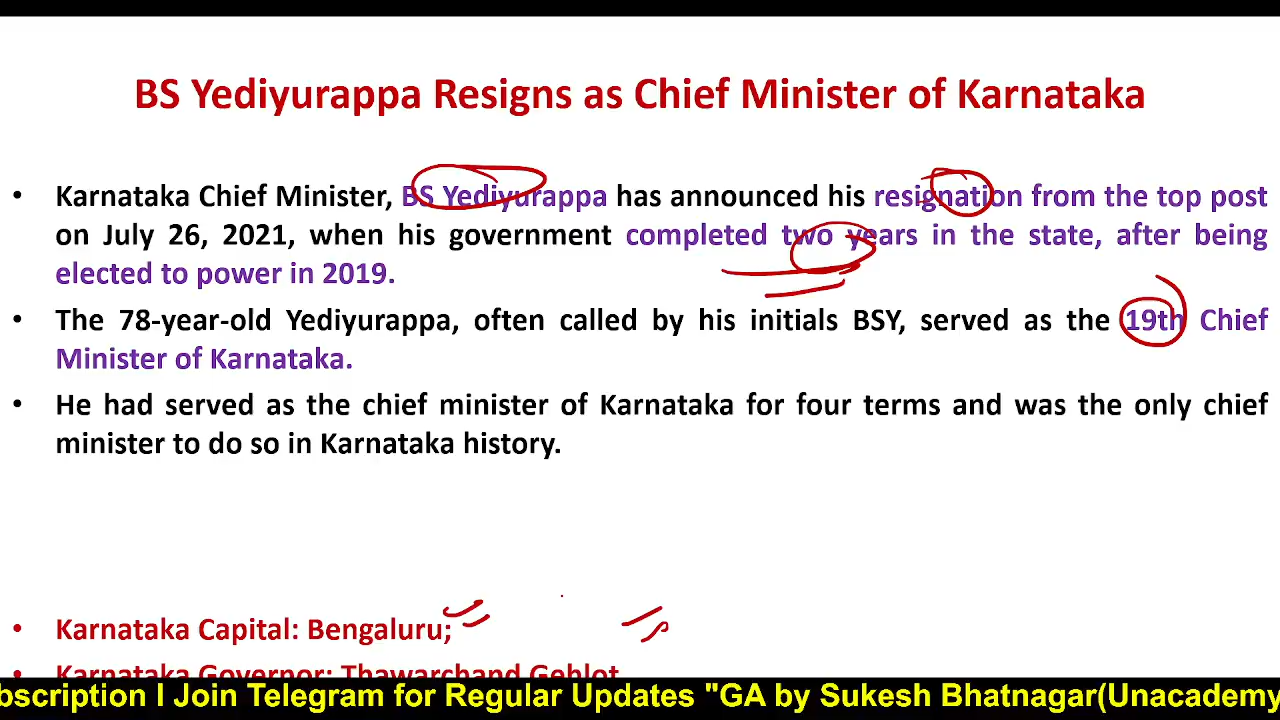 BS Yediyurappa Resigns as Chief Minister of Karnataka
• Karnataka Chief Minister, BS Yediyurappa has announced his resignation from the top post
on July 26, 2021, when his government completed two years in the state, after being
elected to power in 2019.
• The 78-year-old Yediyurappa, often called by his initials BSY, served as the 19th Chief
Minister of Karnataka.
• He had served as the chief minister of Karnataka for four terms and was the only chief
minister to do so in Karnataka history.
• Karnataka Capital: Bengaluru;
• Karnataka Governor: Thawarchand Gehlot
bscription I Join Telegram for Regular Updates "GA by Sukesh Bhatnagar(Unacademy